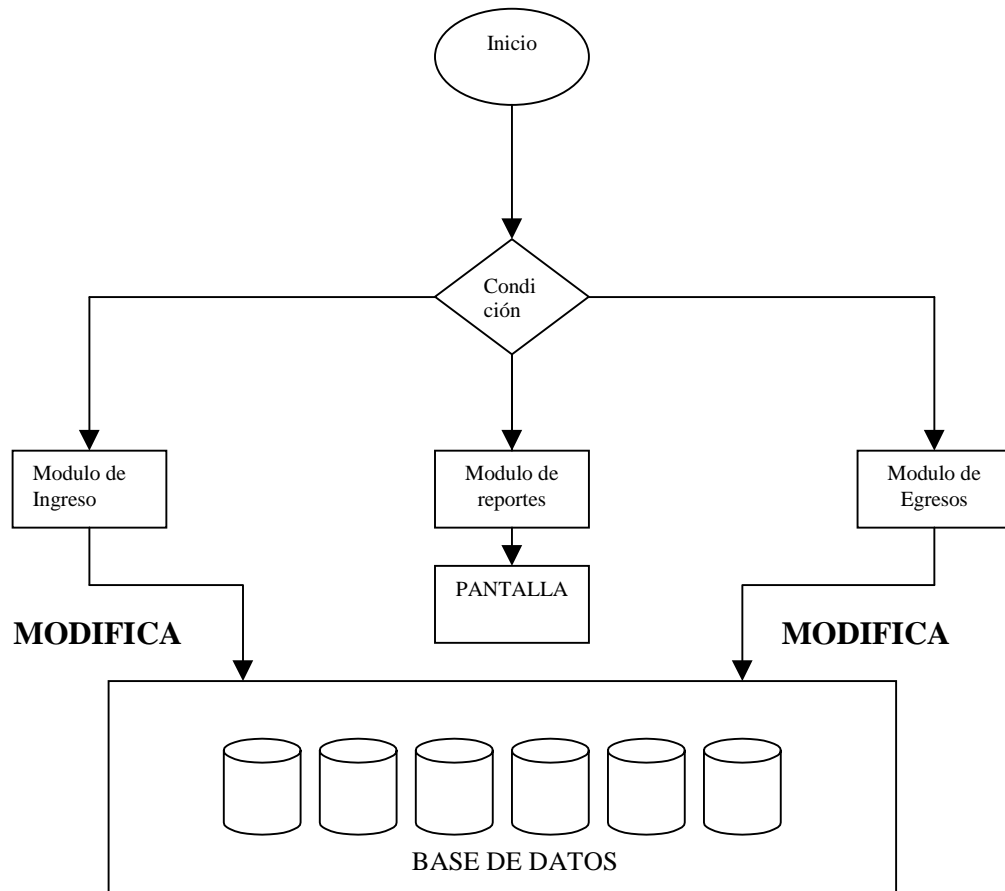 Inicio
Condi
ción
Modulo de
Ingreso
Modulo de
reportes
Modulo de
Egresos
PANTALLA
MODIFICA
MODIFICA
BASE DE DATOS